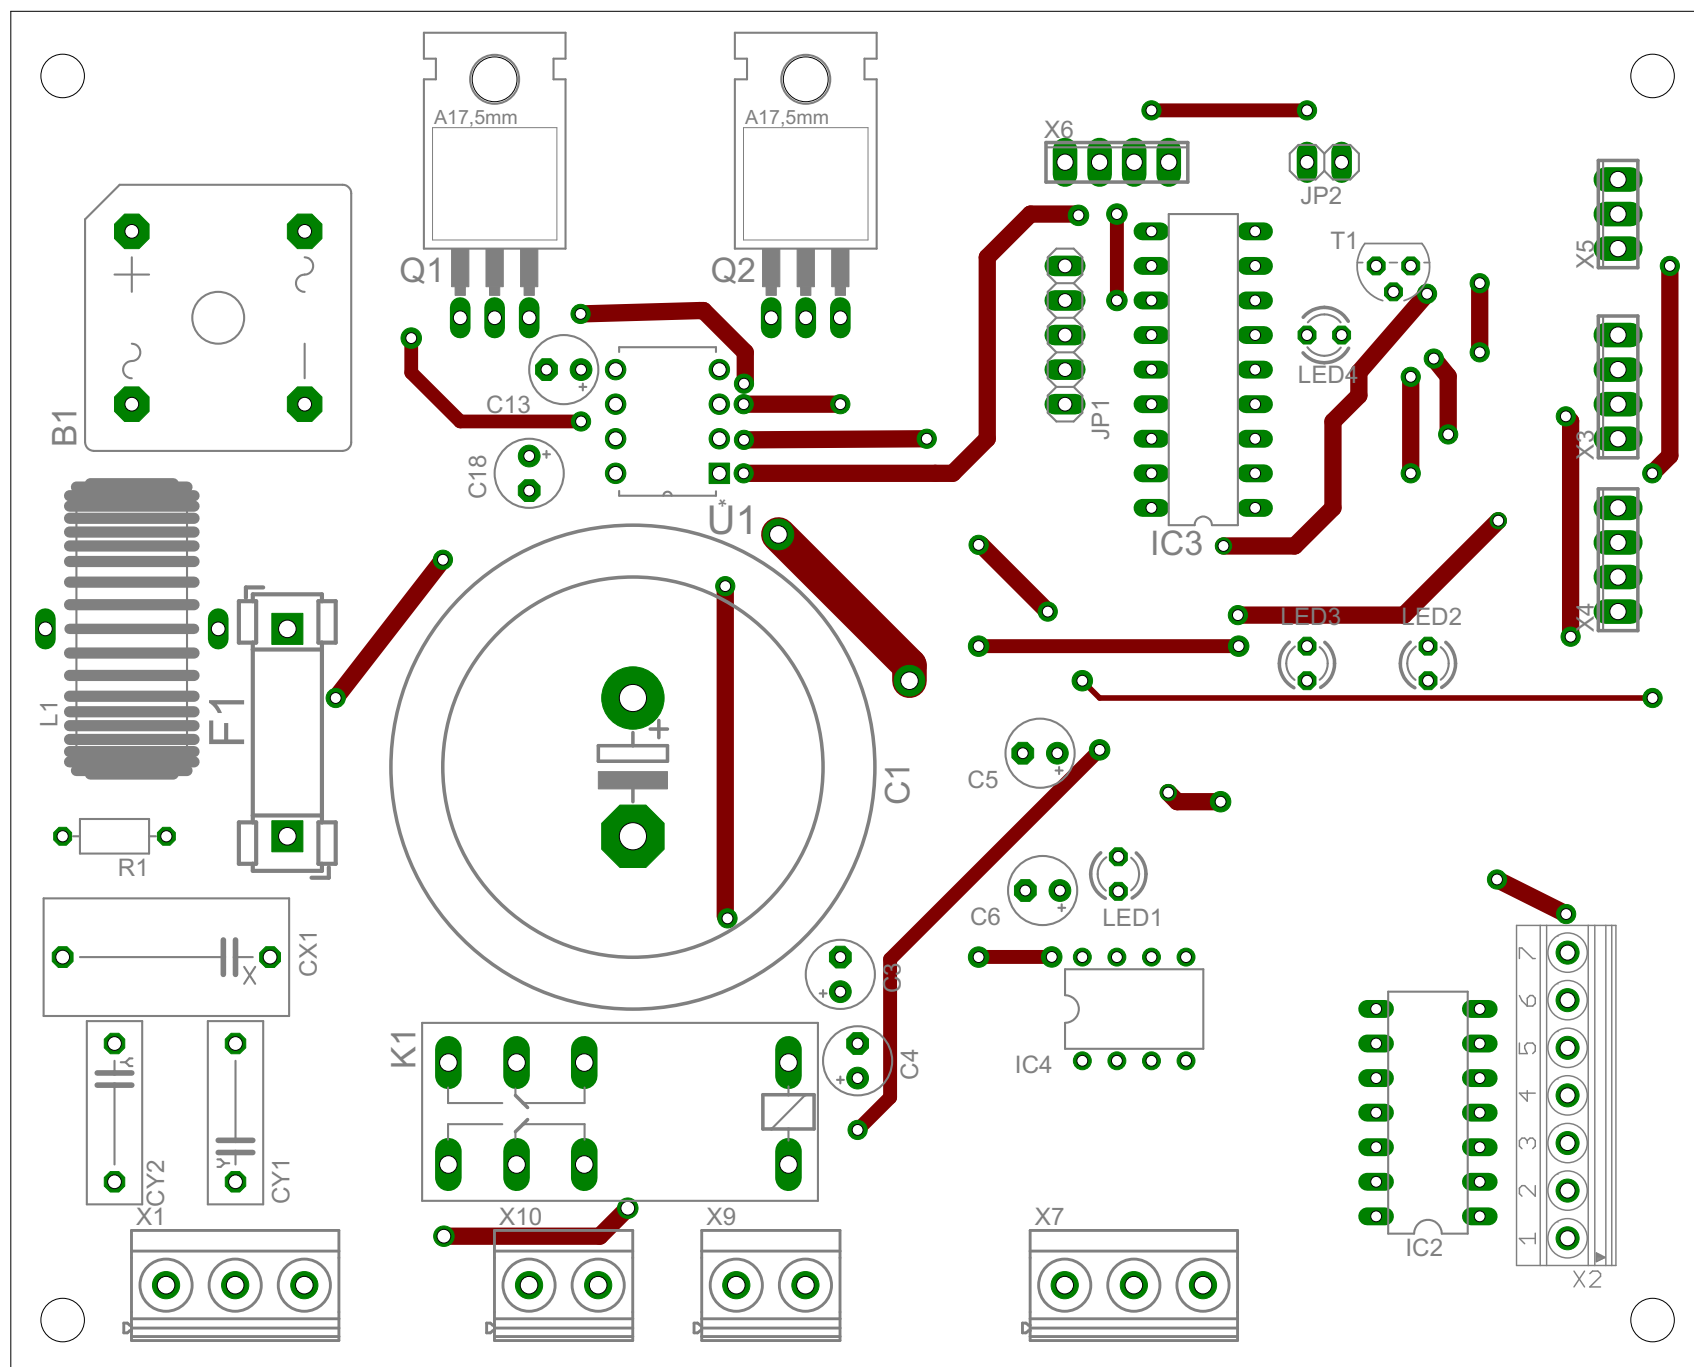 A17,5mm
A17,5mm
X6
JP2
X5
T1
Q1
Q2
LED4
C13
JP1
B1
X3
C18
*
U1
IC3
X4
LED3
LED2
L1
F1
C5
C1
R1
C6
LED1
CX1
X
C3
7
6
5
4
3
2
1
K1
C4
IC4
Y
Y
CY2
CY1
X1
X10
X9
X7
IC2
X2